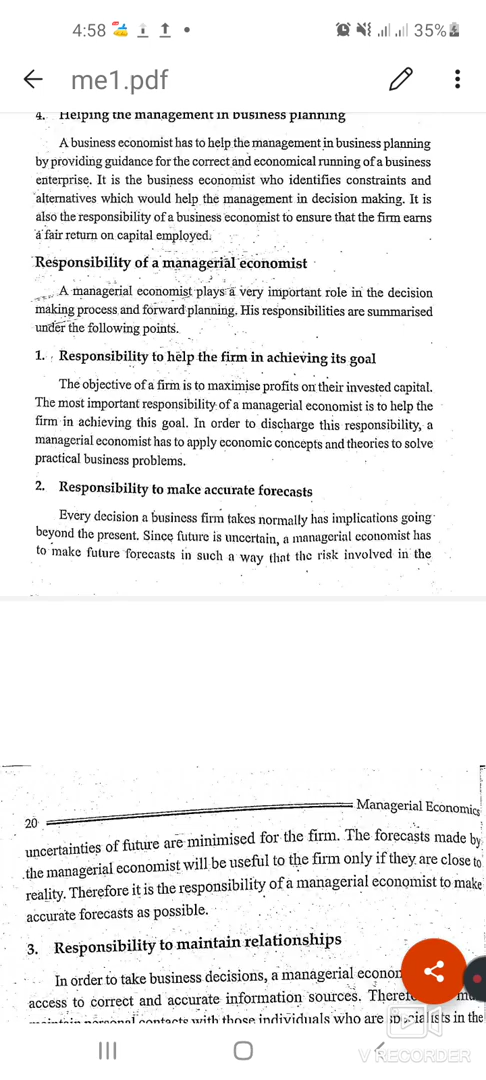 4:58
35%
me1.pdf
4. Helping the management in business planning
A business economist has to help the management in business planning
by providing guidance for the correct and economical running of a business
enterprise. It is the business economist who identifies constraints and
alternatives which would help the management in decision making. It is
also the responsibility of a business economist to ensure that the firm earns
a fair return on capital employed.
Responsibility of a managerial economist
A managerial economist plays a very important role in the decision
making process and forward planning. His responsibilities are summarised
under the following points.
1. Responsibility to help the firm in achieving its goal
The objective of a firm is to maximise profits on their invested capital.
The most important responsibility of a managerial economist is to help the
firm in achieving this goal. In order to discharge this responsibility, a
managerial economist has to apply economic concepts and theories to solve
practical business problems.
2. Responsibility to make accurate forecasts
Every decision a business firm takes normally has implications going
beyond the present. Since future is uncertain, a managerial economist has
to make future forecasts in such a way that the risk involved in the
20 Managerial Economics
uncertainties of future are minimised for the firm. The forecasts made by
the managerial economist will be useful to the firm only if they are close to
reality. Therefore it is the responsibility of a managerial economist to make
accurate forecasts as possible.
3. Responsibility to maintain relationships
In order to take business decisions, a managerial
access to correct and accurate information sources.
maintain personal contacts with those individuals who are specialists in the
V RECORDER